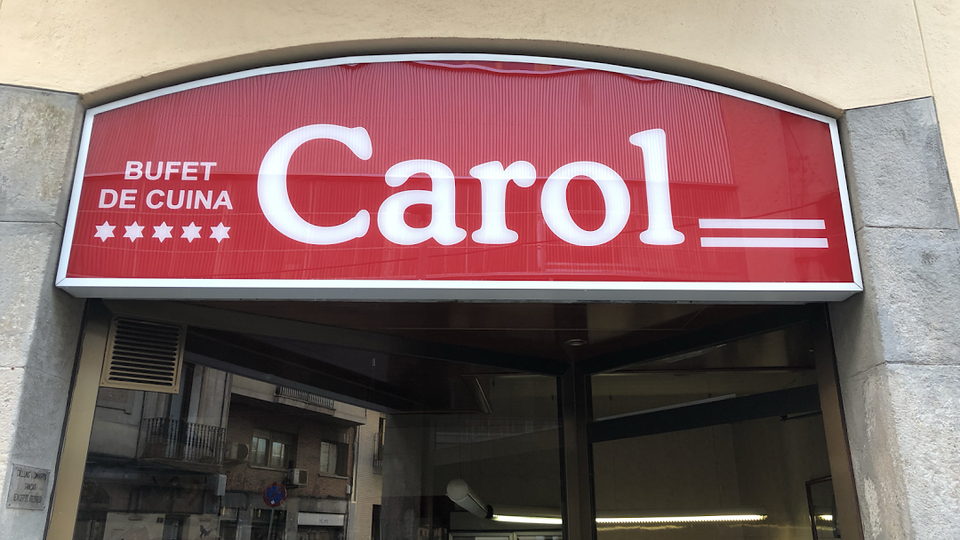 BUFET
DE CUINA
Carol